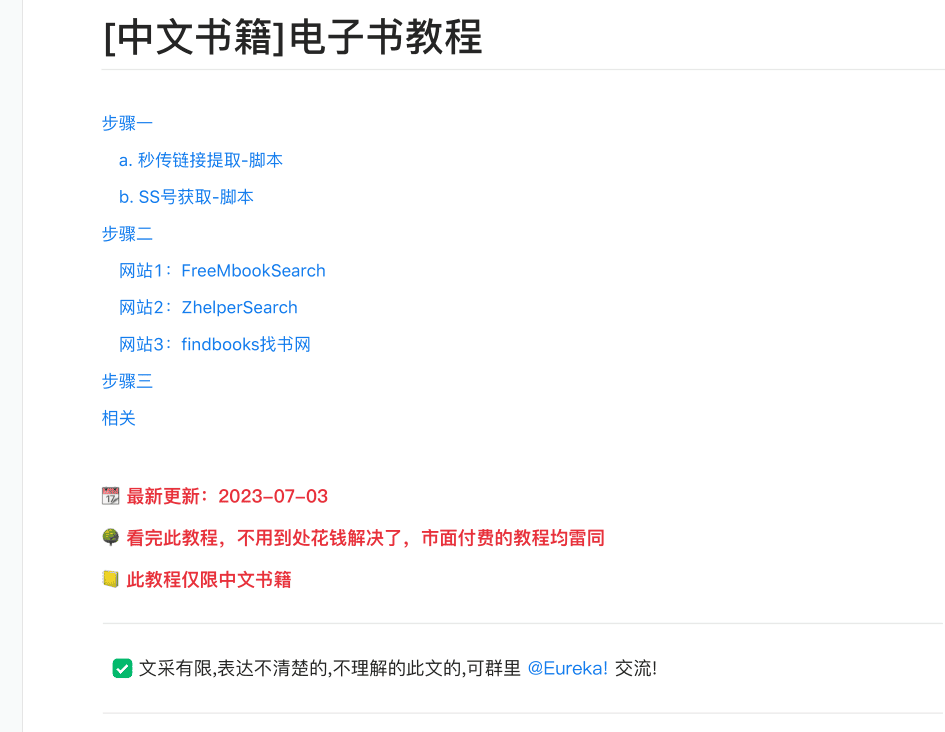 [中文书籍]电子书教程
步骤一
a. 秒传链接提取-脚本
b. SS号获取-脚本
步骤二
网站1：FreeMbookSearch
网站2：ZhelperSearch
网站3：findbooks找书网
步骤三
相关
最新更新：2023-07-03
看完此教程，不用到处花钱解决了，市面付费的教程均雷同
此教程仅限中文书籍
文采有限,表达不清楚的,不理解的此文的,可群里 @Eureka! 交流!